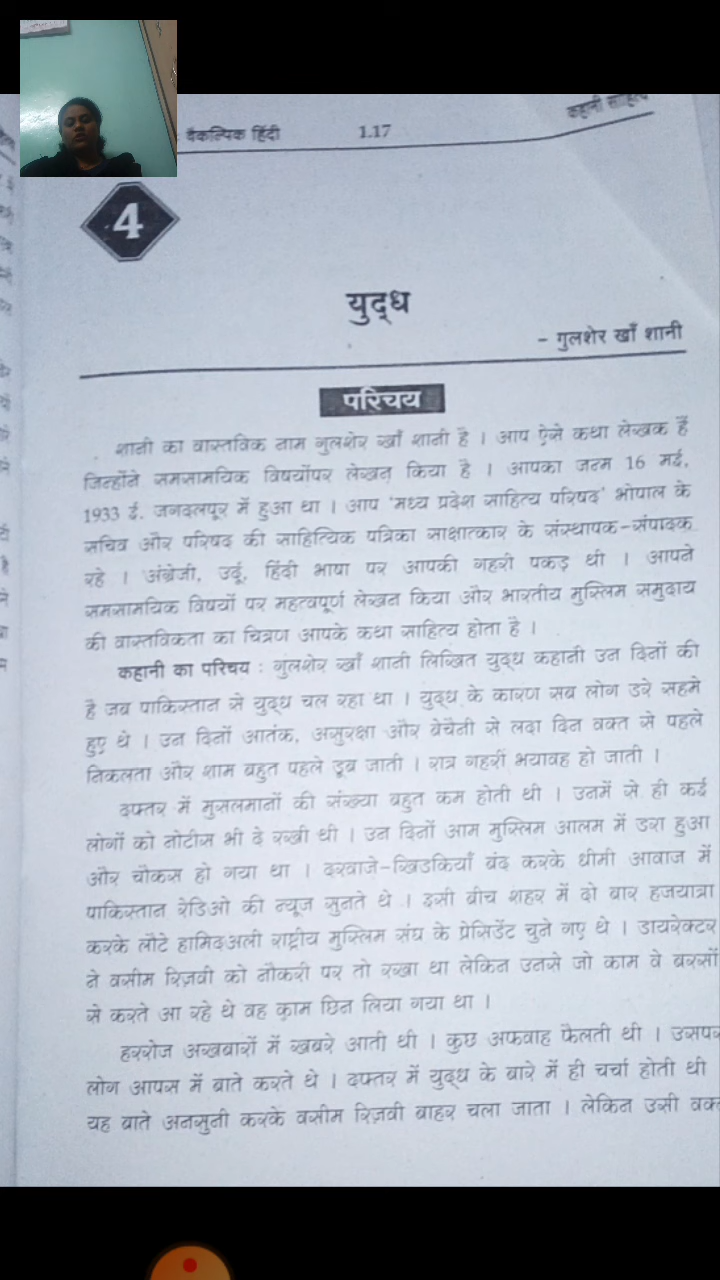 वैकल्पिक हिंदी 1.17 कहानी साहित्य
4
युद्ध
- गुलशेर खाँ शानी
परिचय
शानी का वास्तविक नाम गुलशेर खाँ शानी है । आप ऐसे कथा लेखक है
जिन्होंने समसामयिक विषयोंपर लेखन किया है । आपका जन्म 16 मई,
1933 ई. जगदलपूर में हुआ था । आप 'मध्य प्रदेश साहित्य परिषद' भोपाल के
सचिव और परिषद की साहित्यिक पत्रिका साक्षात्कार के संस्थापक-संपादक
रहे । अंग्रेजी, उर्दू, हिंदी भाषा पर आपकी गहरी पकड़ थी । आपने
समसामयिक विषयों पर महत्वपूर्ण लेखन किया और भारतीय मुस्लिम समुदाय
की वास्तविकता का चित्रण आपके कथा साहित्य होता है ।
कहानी का परिचय : गुलशेर खाँ शानी लिखित युद्ध कहानी उन दिनों की
है जब पाकिस्तान से युद्ध चल रहा था । युद्ध के कारण सब लोग डरे सहमे
हुए थे । उन दिनों आतंक, असुरक्षा और बेचैनी से लदा दिन वक्त से पहले
निकलता और शाम बहुत पहले डूब जाती । रात्र गहरी भयावह हो जाती ।
दफ्तर में मुसलमानों की संख्या बहुत कम होती थी । उनमें से ही कई
लोगों को नोटीस भी दे रखी थी । उन दिनों आम मुस्लिम आलम में डरा हुआ
और चौकस हो गया था । दरवाजे-खिडकियाँ बंद करके धीमी आवाज में
पाकिस्तान रेडिओ की न्यूज सुनते थे । इसी बीच शहर में दो बार हजयात्रा
करके लौटे हामिदअली राष्ट्रीय मुस्लिम संघ के प्रेसिडेंट चुने गए थे । डायरेक्टर
ने वसीम रिज़वी को नौकरी पर तो रखा था लेकिन उनसे जो काम वे बरसों
से करते आ रहे थे वह काम छिन लिया गया था ।
हररोज अखबारों में खबरे आती थी । कुछ अफवाह फैलती थी । उसपर
लोग आपस में बाते करते थे । दफ्तर में युद्ध के बारे में ही चर्चा होती थी
यह बाते अनसुनी करके वसीम रिज़वी बाहर चला जाता । लेकिन उसी वक्त